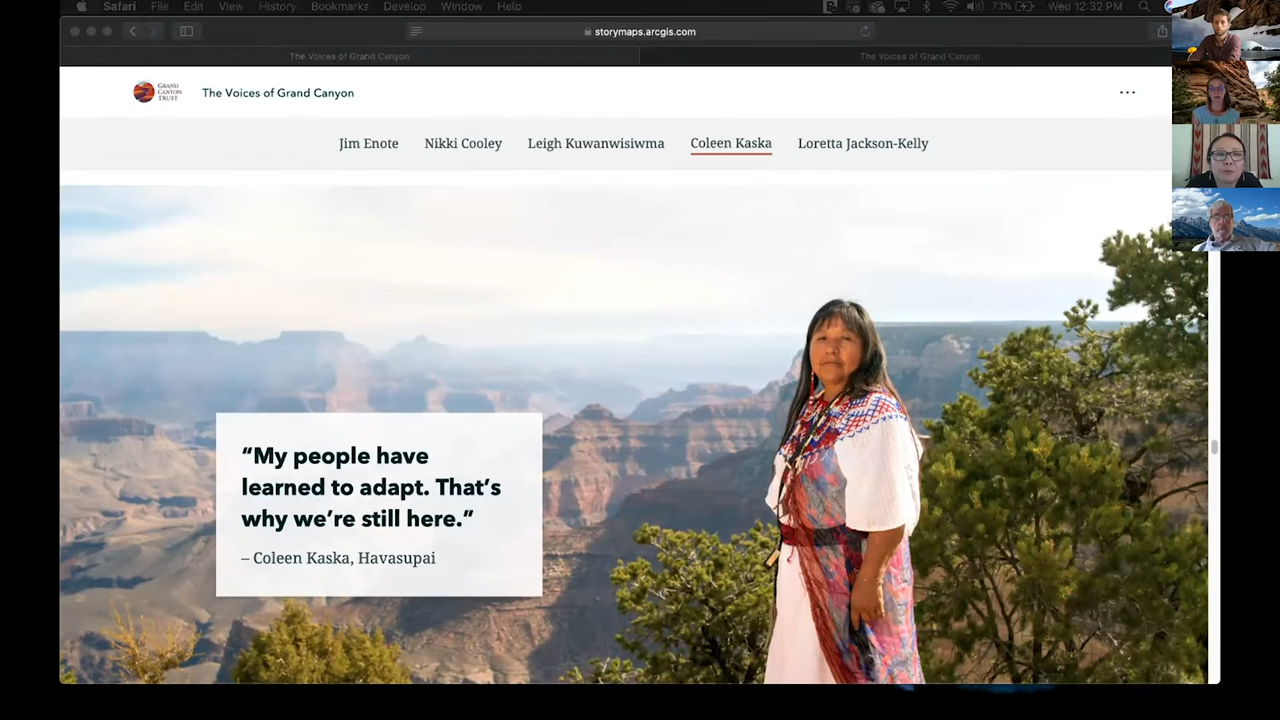 Safari File Edit View History Bookmarks Develop Window Help 73% Wed 12:32 PM
storymaps.arcgis.com
The Voices of Grand Canyon The Voices of Grand Canyon
GRAND
CANYON
TRUST
The Voices of Grand Canyon
Jim Enote Nikki Cooley Leigh Kuwanwisiwma Coleen Kaska Loretta Jackson-Kelly
“My people have
learned to adapt. That’s
why we’re still here.”
– Coleen Kaska, Havasupai